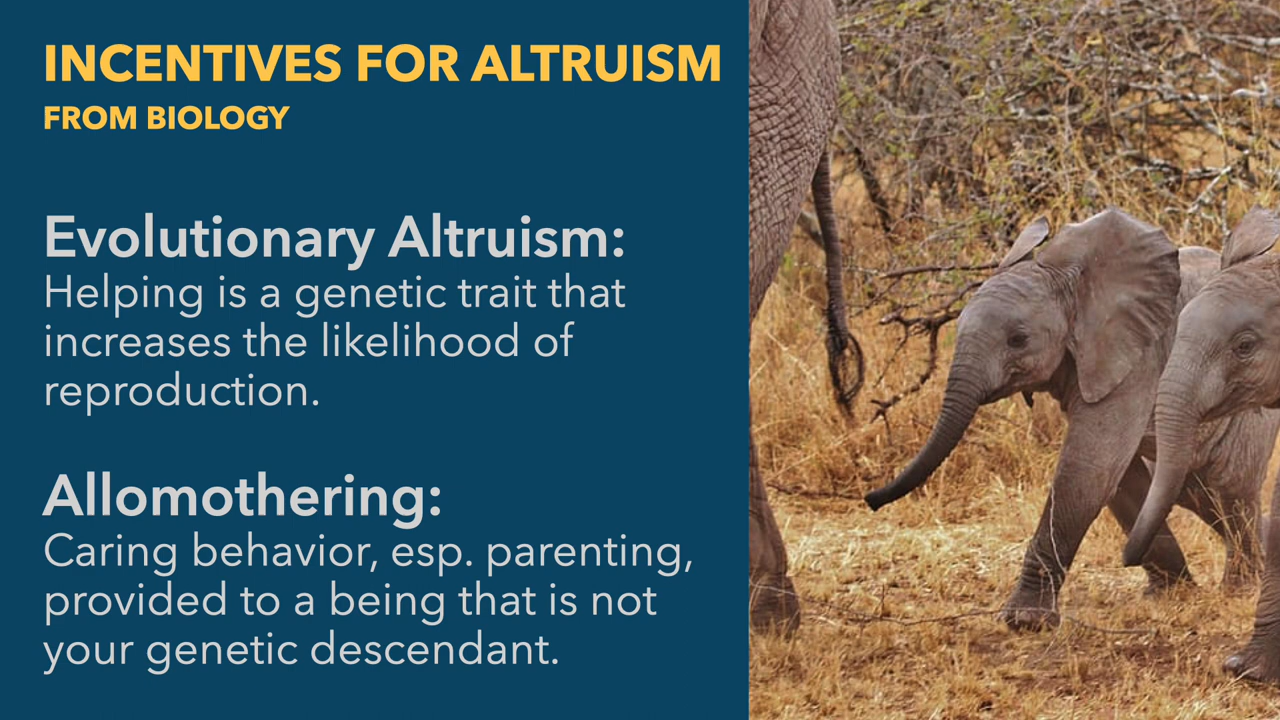 INCENTIVES FOR ALTRUISM
FROM BIOLOGY
Evolutionary Altruism:
Helping is a genetic trait that
increases the likelihood of
reproduction.
Allomothering:
Caring behavior, esp. parenting,
provided to a being that is not
your genetic descendant.